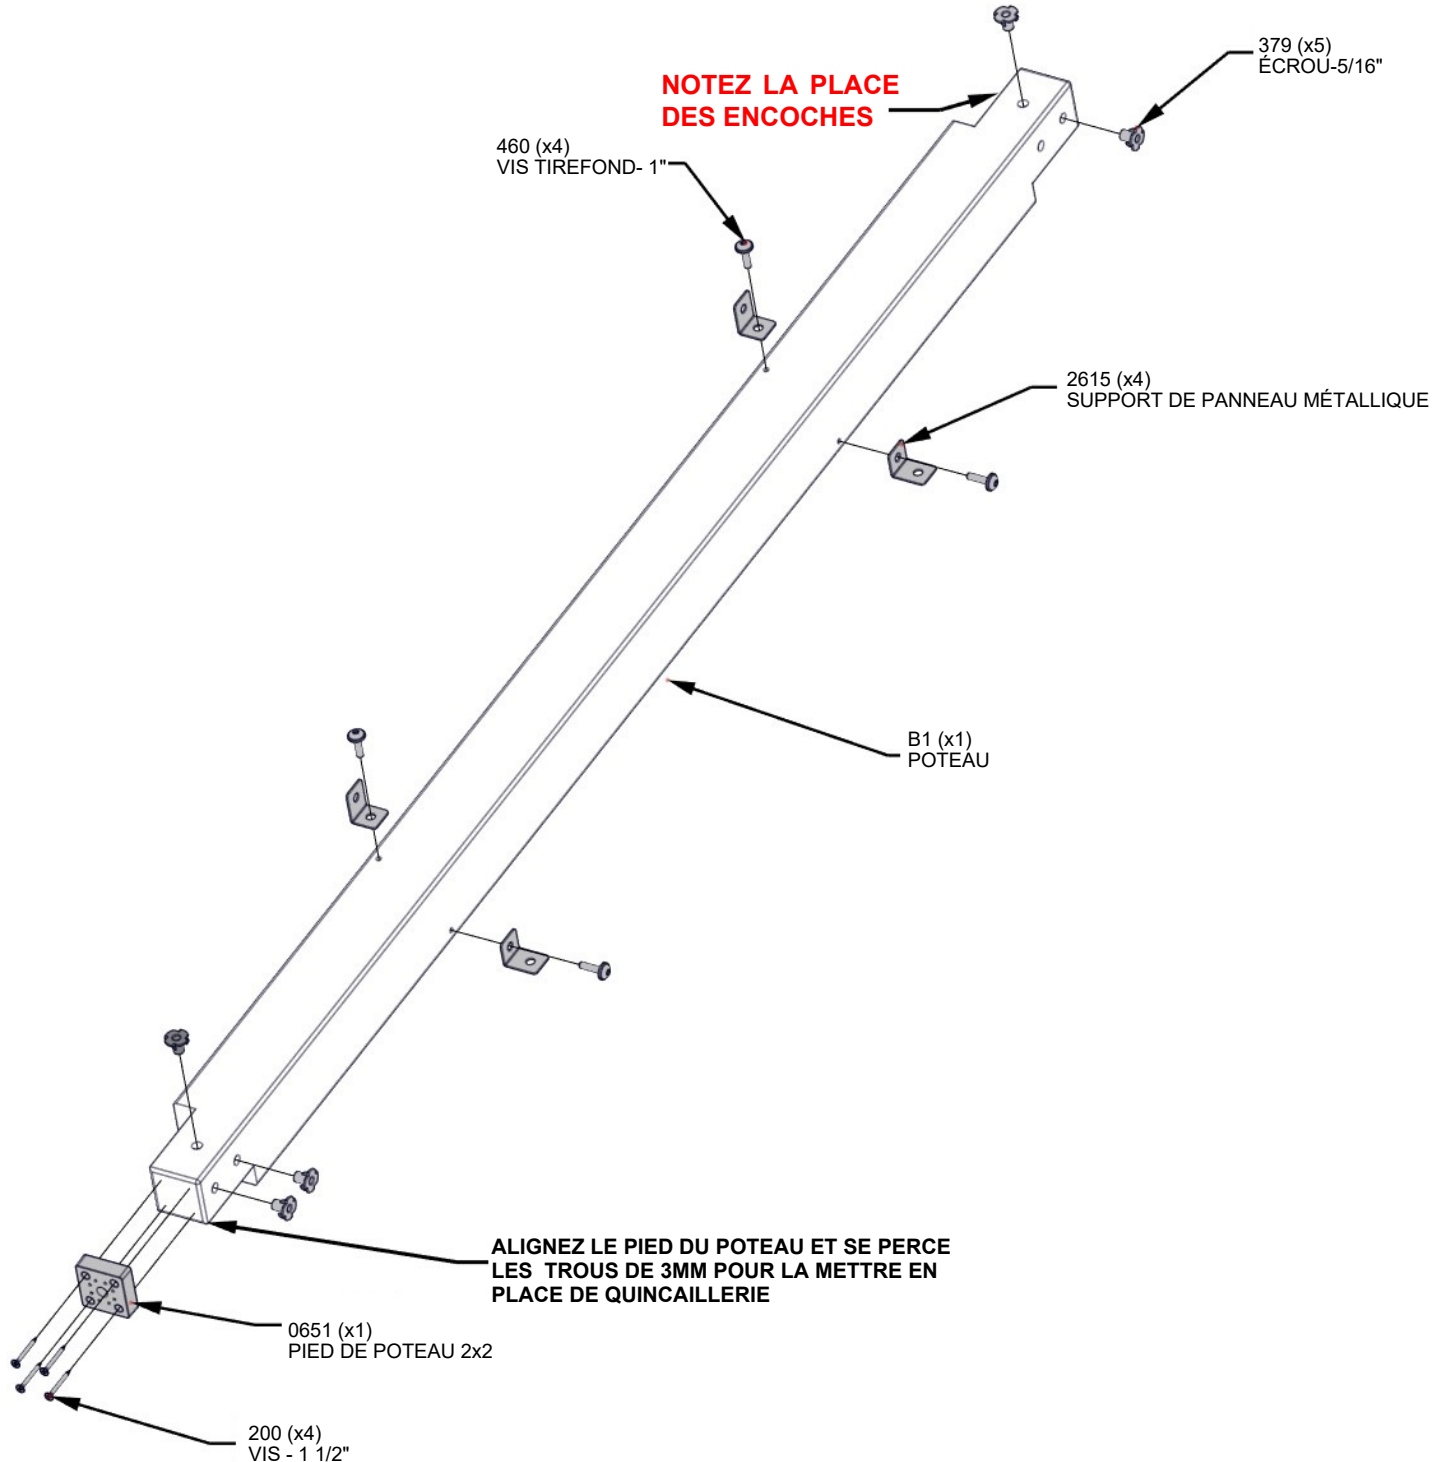 379 (x5)
ÉCROU-5/16"
NOTEZ LA PLACE
DES ENCOCHES
460 (x4)
VIS TIREFOND- 1"
2615 (x4)
SUPPORT DE PANNEAU MÉTALLIQUE
B1 (x1)
POTEAU
ALIGNEZ LE PIED DU POTEAU ET SE PERCE
LES TROUS DE 3MM POUR LA METTRE EN
PLACE DE QUINCAILLERIE
0651 (x1)
PIED DE POTEAU 2x2
200 (x4)
VIS - 1 1/2"